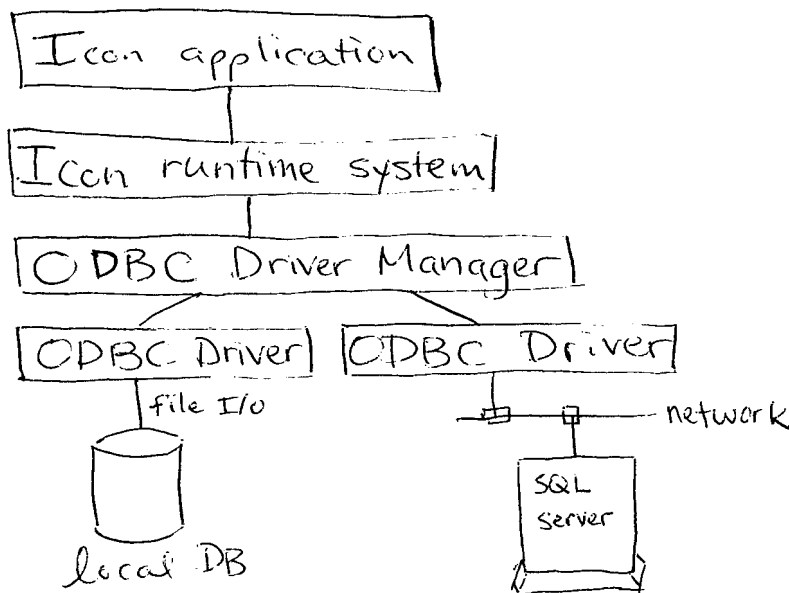 Icon application
Icon runtime system
ODBC Driver Manager
ODBC Driver
ODBC Driver
file I/O
network
SQL
server
local DB